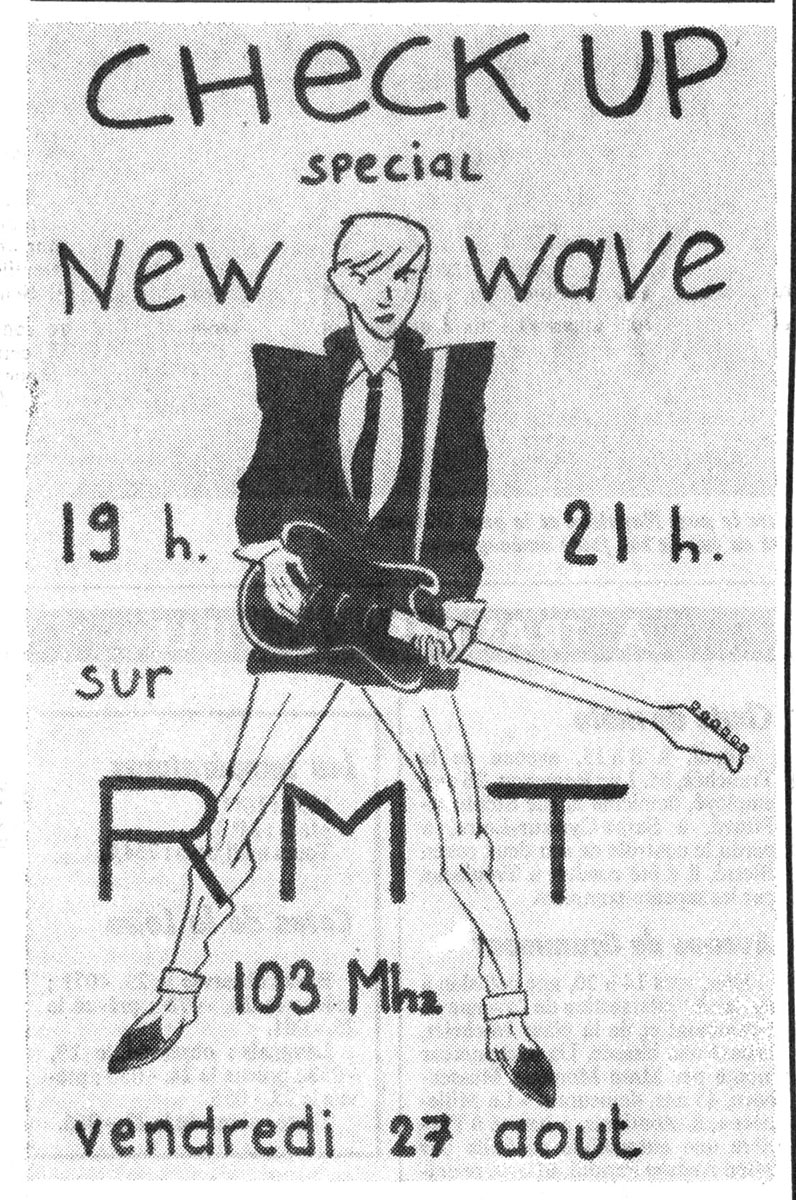 CHeCK UP
special
New wave
19 h. 21 h.
sur
RMT
103 Mhz
vendredi 27 aout